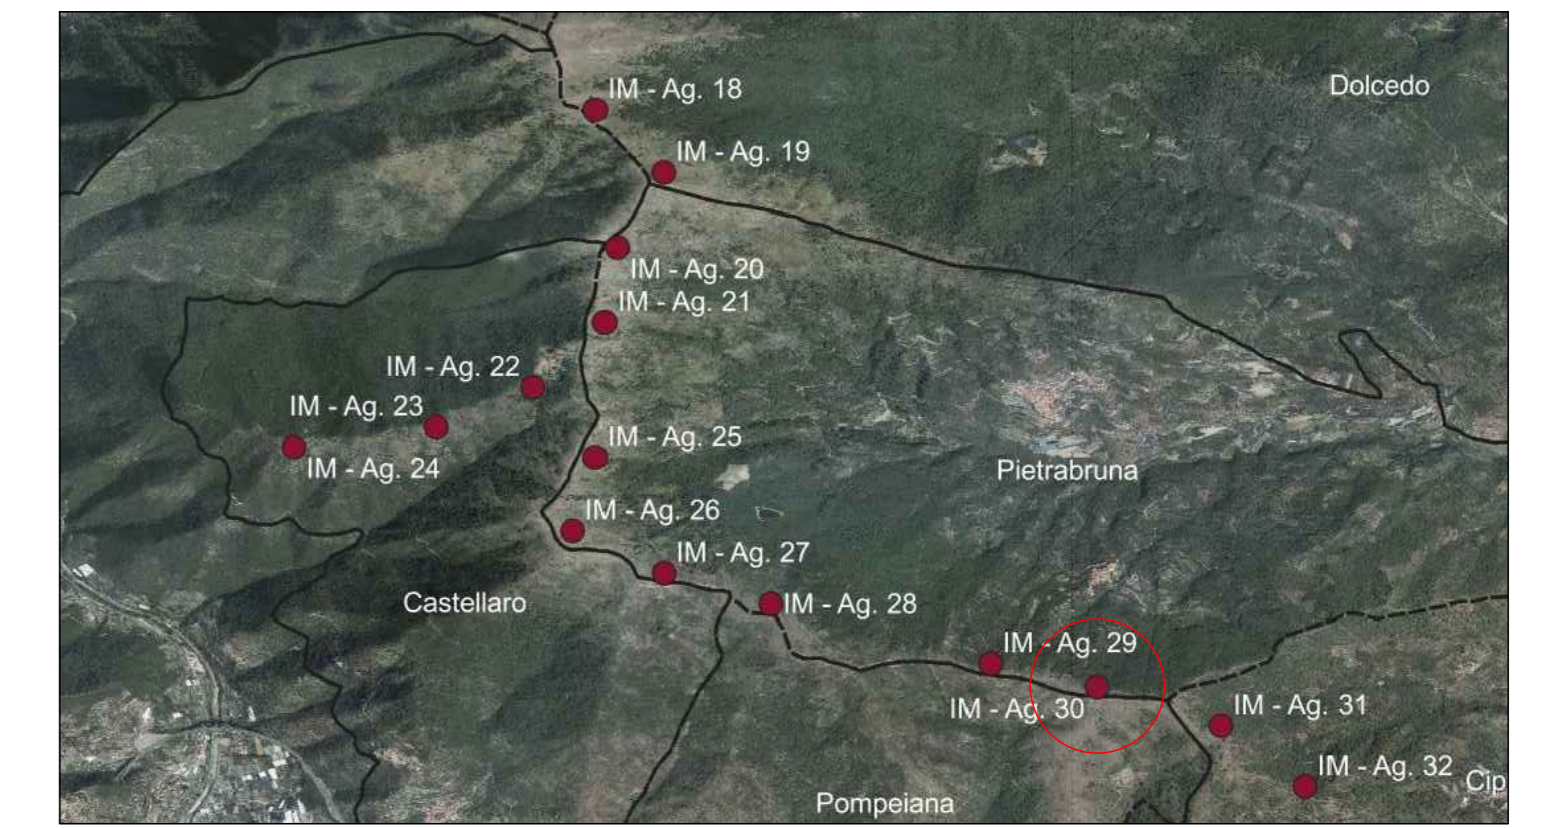 Dolcedo
IM - Ag. 18
IM - Ag. 19
IM - Ag. 20
IM - Ag. 21
IM - Ag. 22
IM - Ag. 23
IM - Ag. 24
IM - Ag. 25
Pietrabruna
IM - Ag. 26
IM - Ag. 27
Castellaro
IM - Ag. 28
IM - Ag. 29
IM - Ag. 30
IM - Ag. 31
IM - Ag. 32
Cip
Pompeiana